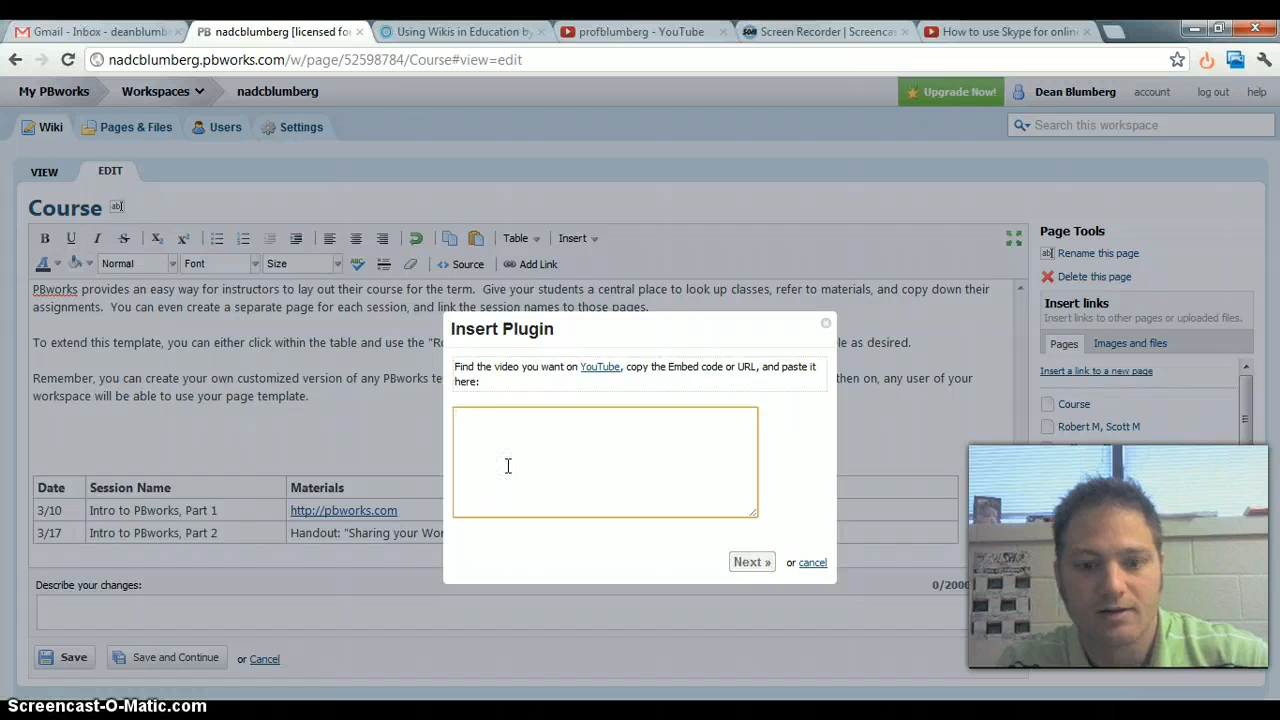 Gmail - Inbox - deanblumb
PB nadcblumberg [licensed fo
Using Wikis in Education b
profblumberg - YouTube
Screen Recorder | Screencas
How to use Skype for onlin
nadcblumberg.pbworks.com/w/page/52598784/Course#view=edit
My PBworks Workspaces nadcblumberg Upgrade Now! Dean Blumberg account log out help
Wiki Pages & Files Users Settings Search this workspace
VIEW EDIT
Course ab
B U I S X₂ X² Table Insert
A Normal Font Size ABC Source Add Link
PBworks provides an easy way for instructors to lay out their course for the term. Give your students a central place to look up classes, refer to materials, and copy down their
assignments. You can even create a separate page for each session, and link the session names to those pages.
To extend this template, you can either click within the table and use the "Ro
le as desired.
Remember, you can create your own customized version of any PBworks te
then on, any user of your
workspace will be able to use your page template.
Date Session Name Materials
3/10 Intro to PBworks, Part 1 http://pbworks.com
3/17 Intro to PBworks, Part 2 Handout: "Sharing your Wor
Describe your changes: 0/2000
Save Save and Continue or Cancel
Insert Plugin
Find the video you want on YouTube, copy the Embed code or URL, and paste it
here:
Next » or cancel
Page Tools
Rename this page
Delete this page
Insert links
Insert links to other pages or uploaded files.
Pages Images and files
Insert a link to a new page
Course
Robert M, Scott M
Screencast-O-Matic.com